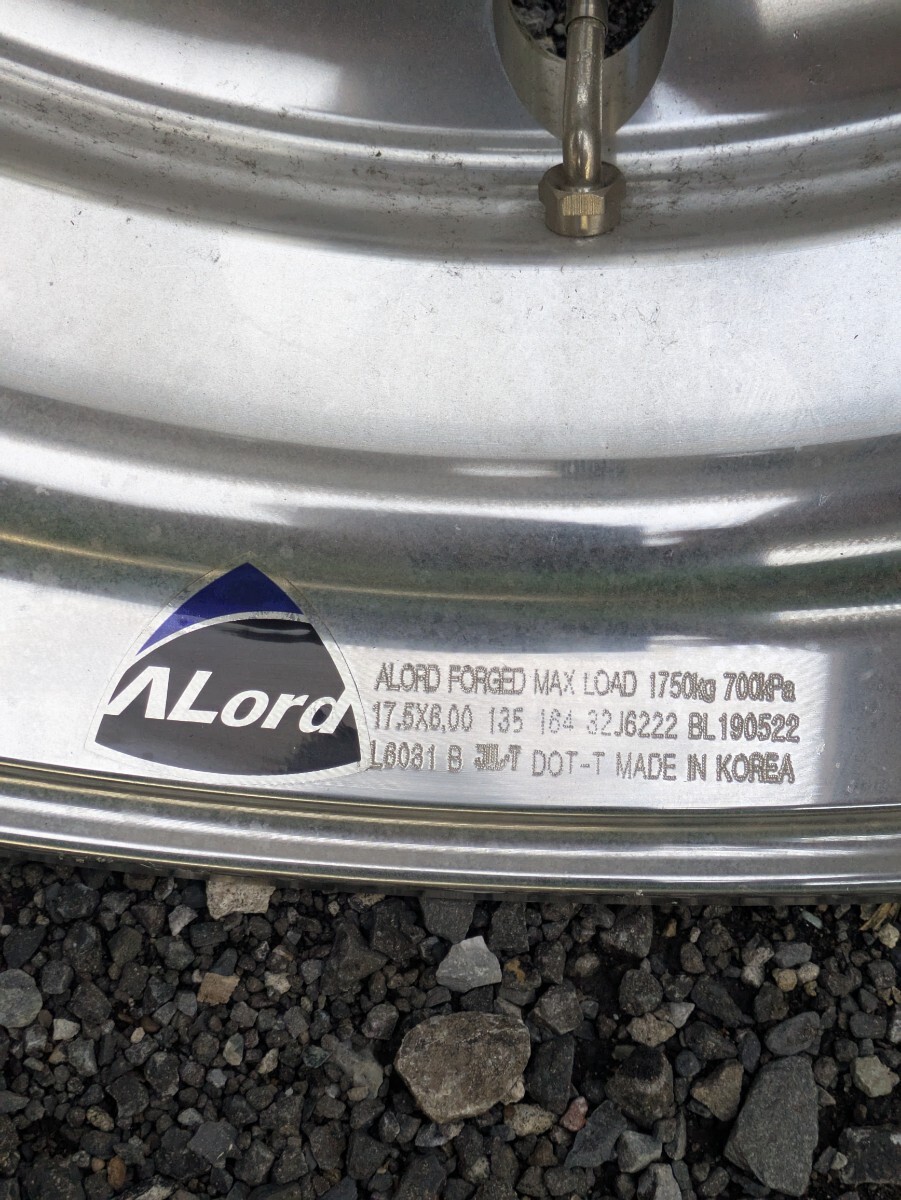 ALord
ALORD FORGED MAX LOAD 1750kg 700kPa
17.5X6.00 135 164 32J6222 BL190522
L6031 B JWL-T DOT-T MADE IN KOREA